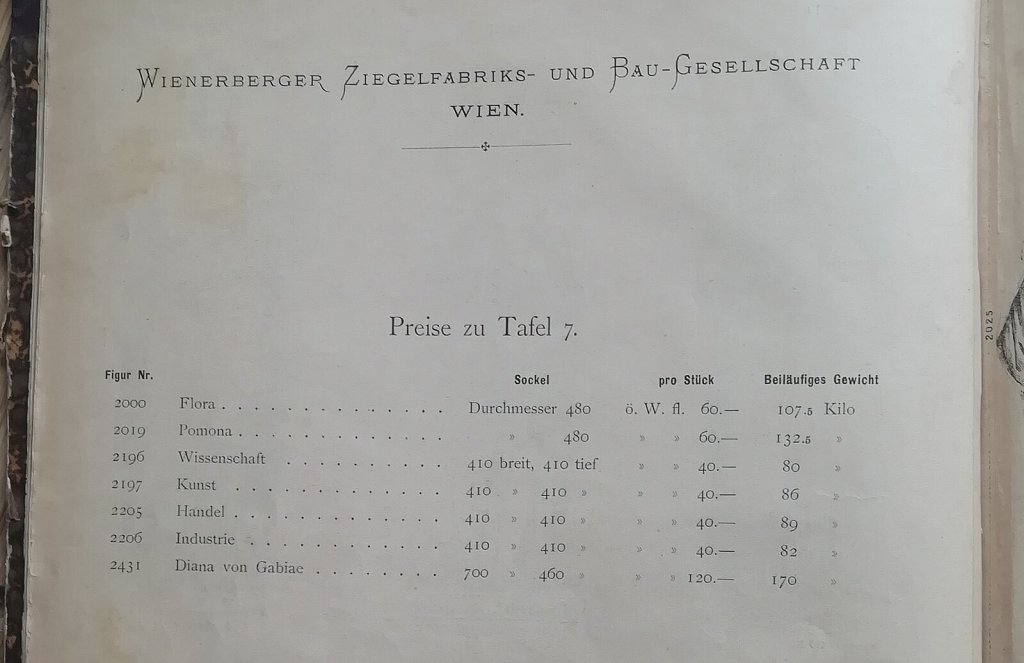 WIENERBERGER ZIEGELFABRIKS- UND BAU-GESELLSCHAFT
WIEN.
Preise zu Tafel 7.
Figur Nr. Sockel pro Stück Beiläufiges Gewicht
2000 Flora . . . . . . . . . . . . . . Durchmesser 480 ö. W. fl. 60.— 107.5 Kilo
2019 Pomona . . . . . . . . . . . . . » 480 » » 60.— 132.5 »
2196 Wissenschaft . . . . . . . . . . 410 breit, 410 tief » » 40.— 80 »
2197 Kunst . . . . . . . . . . . . . 410 » 410 » » » 40.— 86 »
2205 Handel . . . . . . . . . . . . . 410 » 410 » » » 40.— 89 »
2206 Industrie . . . . . . . . . . . . 410 » 410 » » » 40.— 82 »
2431 Diana von Gabiae . . . . . . . . 700 » 460 » » » 120.— 170 »
2025